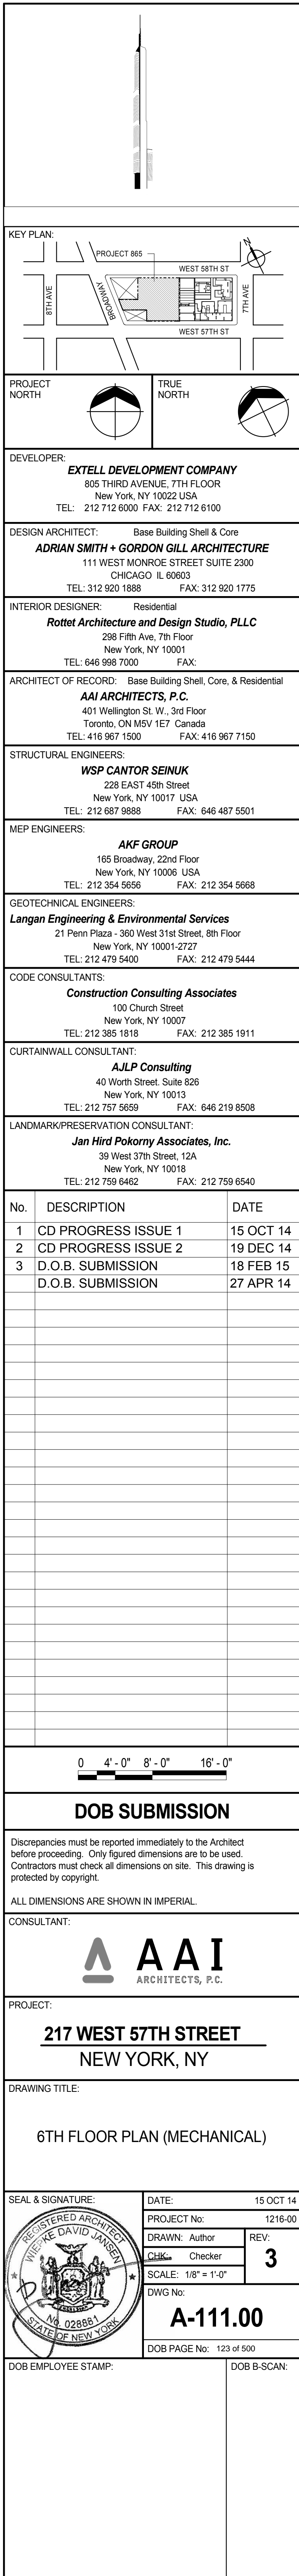 KEY PLAN:
N
PROJECT 865
WEST 58TH ST
8TH AVE
BROADWAY
7TH AVE
WEST 57TH ST
PROJECT
NORTH
TRUE
NORTH
DEVELOPER:
EXTELL DEVELOPMENT COMPANY
805 THIRD AVENUE, 7TH FLOOR
New York, NY 10022 USA
TEL: 212 712 6000 FAX: 212 712 6100
DESIGN ARCHITECT: Base Building Shell & Core
ADRIAN SMITH + GORDON GILL ARCHITECTURE
111 WEST MONROE STREET SUITE 2300
CHICAGO IL 60603
TEL: 312 920 1888 FAX: 312 920 1775
INTERIOR DESIGNER: Residential
Rottet Architecture and Design Studio, PLLC
298 Fifth Ave, 7th Floor
New York, NY 10001
TEL: 646 998 7000 FAX:
ARCHITECT OF RECORD: Base Building Shell, Core, & Residential
AAI ARCHITECTS, P.C.
401 Wellington St. W., 3rd Floor
Toronto, ON M5V 1E7 Canada
TEL: 416 967 1500 FAX: 416 967 7150
STRUCTURAL ENGINEERS:
WSP CANTOR SEINUK
228 EAST 45th Street
New York, NY 10017 USA
TEL: 212 687 9888 FAX: 646 487 5501
MEP ENGINEERS:
AKF GROUP
165 Broadway, 22nd Floor
New York, NY 10006 USA
TEL: 212 354 5656 FAX: 212 354 5668
GEOTECHNICAL ENGINEERS:
Langan Engineering & Environmental Services
21 Penn Plaza - 360 West 31st Street, 8th Floor
New York, NY 10001-2727
TEL: 212 479 5400 FAX: 212 479 5444
CODE CONSULTANTS:
Construction Consulting Associates
100 Church Street
New York, NY 10007
TEL: 212 385 1818 FAX: 212 385 1911
CURTAINWALL CONSULTANT:
AJLP Consulting
40 Worth Street. Suite 826
New York, NY 10013
TEL: 212 757 5659 FAX: 646 219 8508
LANDMARK/PRESERVATION CONSULTANT:
Jan Hird Pokorny Associates, Inc.
39 West 37th Street, 12A
New York, NY 10018
TEL: 212 759 6462 FAX: 212 759 6540
No. DESCRIPTION DATE
1 CD PROGRESS ISSUE 1 15 OCT 14
2 CD PROGRESS ISSUE 2 19 DEC 14
3 D.O.B. SUBMISSION 18 FEB 15
D.O.B. SUBMISSION 27 APR 14
0 4' - 0" 8' - 0" 16' - 0"
DOB SUBMISSION
Discrepancies must be reported immediately to the Architect
before proceeding. Only figured dimensions are to be used.
Contractors must check all dimensions on site. This drawing is
protected by copyright.
ALL DIMENSIONS ARE SHOWN IN IMPERIAL.
CONSULTANT:
AAI
ARCHITECTS, P.C.
PROJECT:
217 WEST 57TH STREET
NEW YORK, NY
DRAWING TITLE:
6TH FLOOR PLAN (MECHANICAL)
SEAL & SIGNATURE:
REGISTERED ARCHITECT
WIEPKE DAVID JANSEN
No. 028881
STATE OF NEW YORK
DATE: 15 OCT 14
PROJECT No: 1216-00
DRAWN: Author
CHK: Checker
SCALE: 1/8" = 1'-0"
REV:
3
DWG No:
A-111.00
DOB PAGE No: 123 of 500
DOB EMPLOYEE STAMP:
DOB B-SCAN: